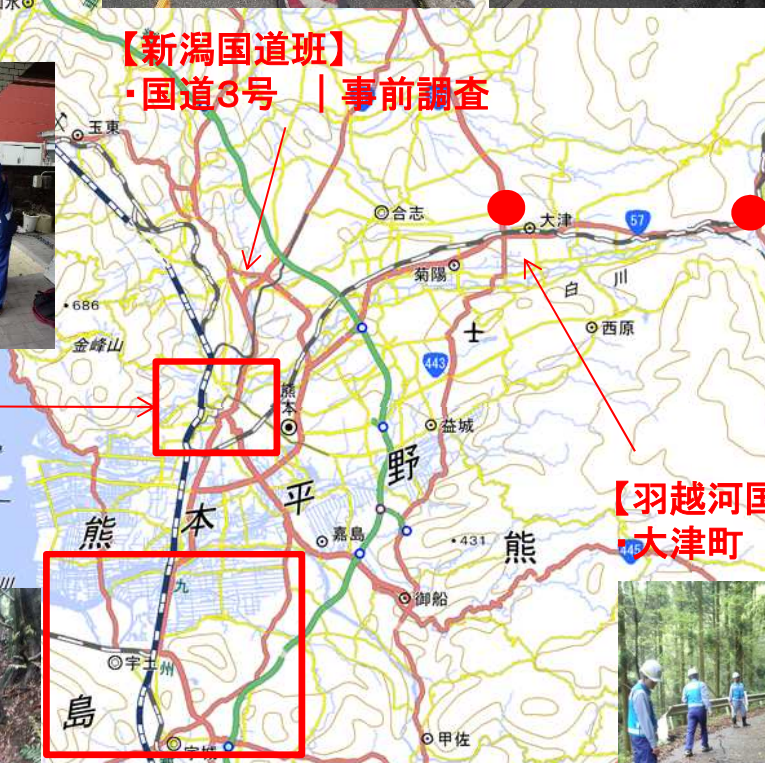 【新潟国道班】
・国道3号 | 事前調査
玉東
合志
大津
57
菊陽
白川
・686
金峰山
西原
士
443
熊本
益城
野
平
本
熊
嘉島
・431
熊
【羽越河国
・大津町
445
九
御船
宇土
州
島
宇城
甲佐